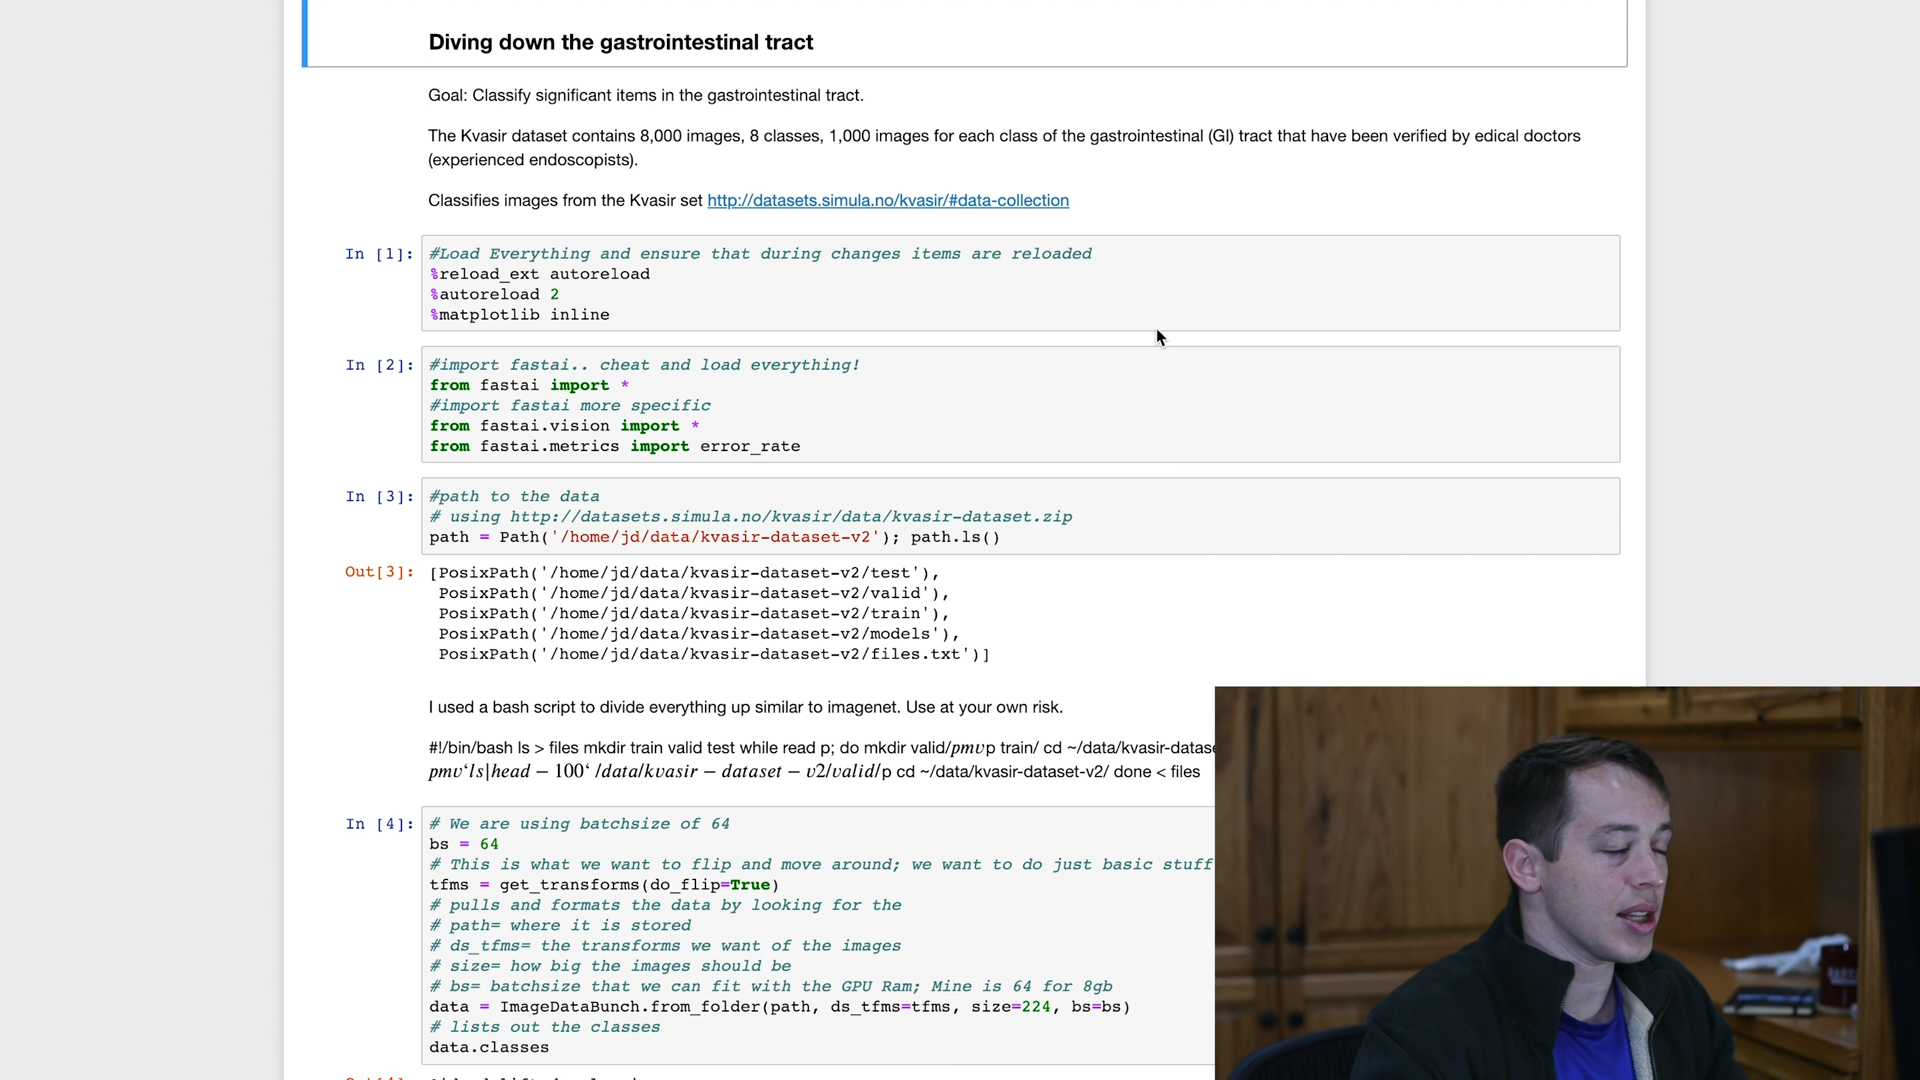 Diving down the gastrointestinal tract
Goal: Classify significant items in the gastrointestinal tract.
The Kvasir dataset contains 8,000 images, 8 classes, 1,000 images for each class of the gastrointestinal (GI) tract that have been verified by edical doctors
(experienced endoscopists).
Classifies images from the Kvasir set http://datasets.simula.no/kvasir/#data-collection
In [1]: #Load Everything and ensure that during changes items are reloaded
%reload_ext autoreload
%autoreload 2
%matplotlib inline
In [2]: #import fastai.. cheat and load everything!
from fastai import *
#import fastai more specific
from fastai.vision import *
from fastai.metrics import error_rate
In [3]: #path to the data
# using http://datasets.simula.no/kvasir/data/kvasir-dataset.zip
path = Path('/home/jd/data/kvasir-dataset-v2'); path.ls()
Out[3]: [PosixPath('/home/jd/data/kvasir-dataset-v2/test'),
PosixPath('/home/jd/data/kvasir-dataset-v2/valid'),
PosixPath('/home/jd/data/kvasir-dataset-v2/train'),
PosixPath('/home/jd/data/kvasir-dataset-v2/models'),
PosixPath('/home/jd/data/kvasir-dataset-v2/files.txt')]
I used a bash script to divide everything up similar to imagenet. Use at your own risk.
#!/bin/bash ls > files mkdir train valid test while read p; do mkdir valid/pmvp train/ cd ~/data/kvasir-datase
pmv‘ls|head − 100‘ /data/kvasir − dataset − v2/valid/p cd ~/data/kvasir-dataset-v2/ done < files
In [4]: # We are using batchsize of 64
bs = 64
# This is what we want to flip and move around; we want to do just basic stuff
tfms = get_transforms(do_flip=True)
# pulls and formats the data by looking for the
# path= where it is stored
# ds_tfms= the transforms we want of the images
# size= how big the images should be
# bs= batchsize that we can fit with the GPU Ram; Mine is 64 for 8gb
data = ImageDataBunch.from_folder(path, ds_tfms=tfms, size=224, bs=bs)
# lists out the classes
data.classes